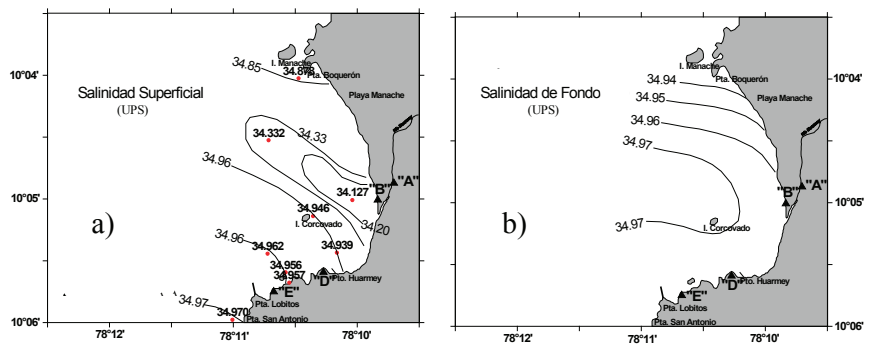 a)
Salinidad Superficial
(UPS)
I. Manache
34.878
Pta. Boquerón
34.85
10°04'
Playa Manache
34.332
34.33
34.96
"A"
"B"
34.127
10°05'
34.946
I. Corcovado
34.20
34.96
34.962
34.939
34.956
34.957
"D"
Pto. Huarmey
"E"
34.97
Pta. Lobitos
34.970
Pta. San Antonio
10°06'
78°12'
78°11'
78°10'
b)
Salinidad de Fondo
(UPS)
I. Manache
Pta. Boquerón
34.94
10°04'
34.95
Playa Manache
34.96
34.97
"A"
"B"
10°05'
34.97
I. Corcovado
"D"
Pto. Huarmey
"E"
Pta. Lobitos
Pta. San Antonio
10°06'
78°12'
78°11'
78°10'